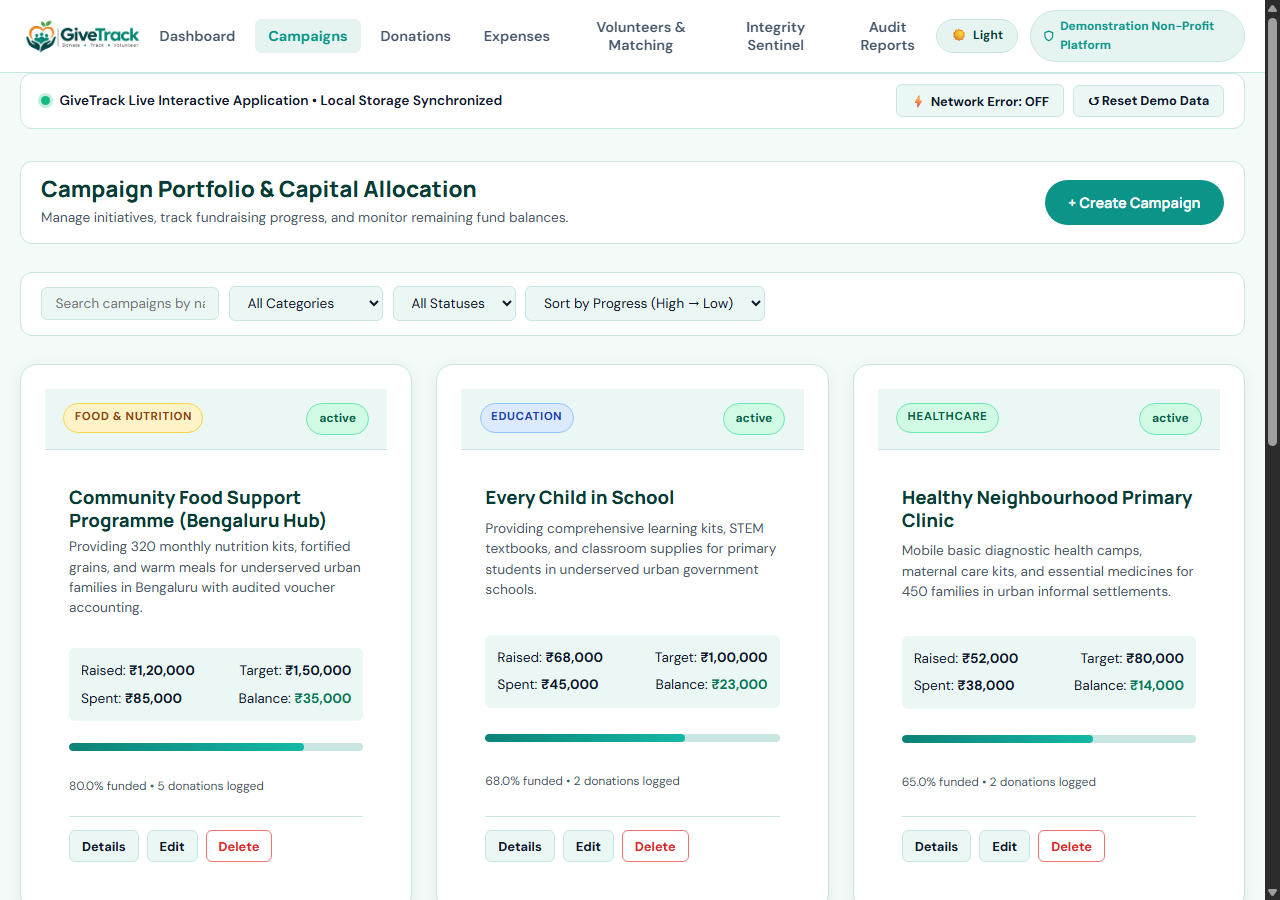 GiveTrack
Donate • Track • Volunteer
Dashboard
Campaigns
Donations
Expenses
Volunteers &
Matching
Integrity
Sentinel
Audit
Reports
Light
Demonstration Non-Profit
Platform
GiveTrack Live Interactive Application • Local Storage Synchronized
Network Error: OFF
↺ Reset Demo Data
Campaign Portfolio & Capital Allocation
Manage initiatives, track fundraising progress, and monitor remaining fund balances.
+ Create Campaign
Search campaigns by na
All Categories
All Statuses
Sort by Progress (High → Low)
FOOD & NUTRITION
active
Community Food Support
Programme (Bengaluru Hub)
Providing 320 monthly nutrition kits, fortified
grains, and warm meals for underserved urban
families in Bengaluru with audited voucher
accounting.
Raised: ₹1,20,000
Target: ₹1,50,000
Spent: ₹85,000
Balance: ₹35,000
80.0% funded • 5 donations logged
Details
Edit
Delete
EDUCATION
active
Every Child in School
Providing comprehensive learning kits, STEM
textbooks, and classroom supplies for primary
students in underserved urban government
schools.
Raised: ₹68,000
Target: ₹1,00,000
Spent: ₹45,000
Balance: ₹23,000
68.0% funded • 2 donations logged
Details
Edit
Delete
HEALTHCARE
active
Healthy Neighbourhood Primary
Clinic
Mobile basic diagnostic health camps,
maternal care kits, and essential medicines for
450 families in urban informal settlements.
Raised: ₹52,000
Target: ₹80,000
Spent: ₹38,000
Balance: ₹14,000
65.0% funded • 2 donations logged
Details
Edit
Delete